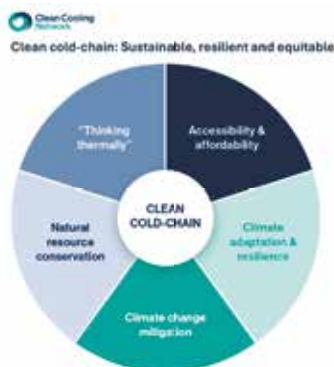 Clean Cooling
Network
Clean cold-chain: Sustainable, resilient and equitable
"Thinking
thermally"
Accessibility &
affordability
CLEAN
COLD-CHAIN
Natural
resource
conservation
Climate
adaptation &
resilience
Climate change
mitigation